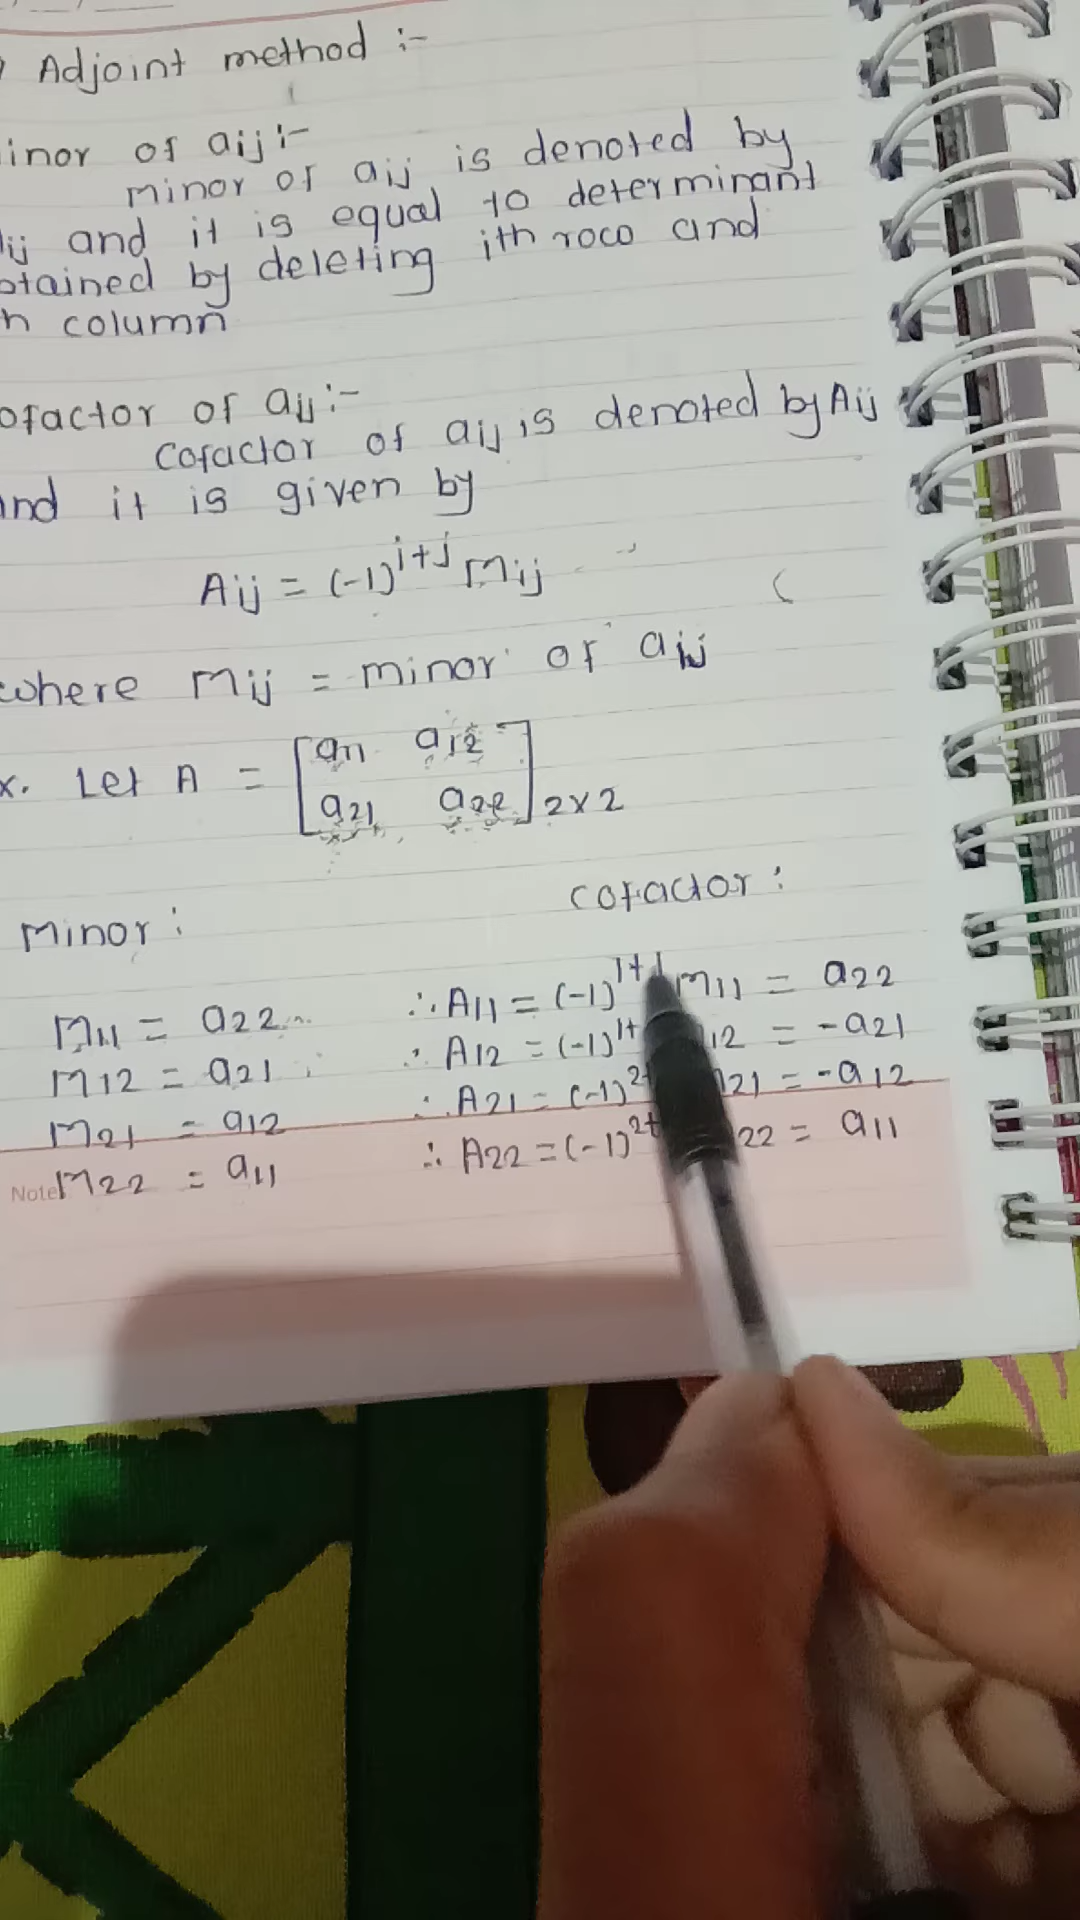 Adjoint method :-
inor of aij :-
minor of aij is denoted by
ij and it is equal to determinant
otained by deleting ith roco and
h column
ofactor of aij :-
cofactor of aij is denoted by Aij
and it is given by
Aij = (-1)^i+j Mij
where Mij = minor of aij
x. Let A = [a11 a12
a21 a22] 2x2
Minor :
cofactor :
M11 = a22 ∴ A11 = (-1)^1+1 M11 = a22
M12 = a21 ∴ A12 = (-1)^1+ 12 = -a21
M21 = a12 ∴ A21 = (-1)^2+ 21 = -a12
Note M22 = a11 ∴ A22 = (-1)^2+ 22 = a11